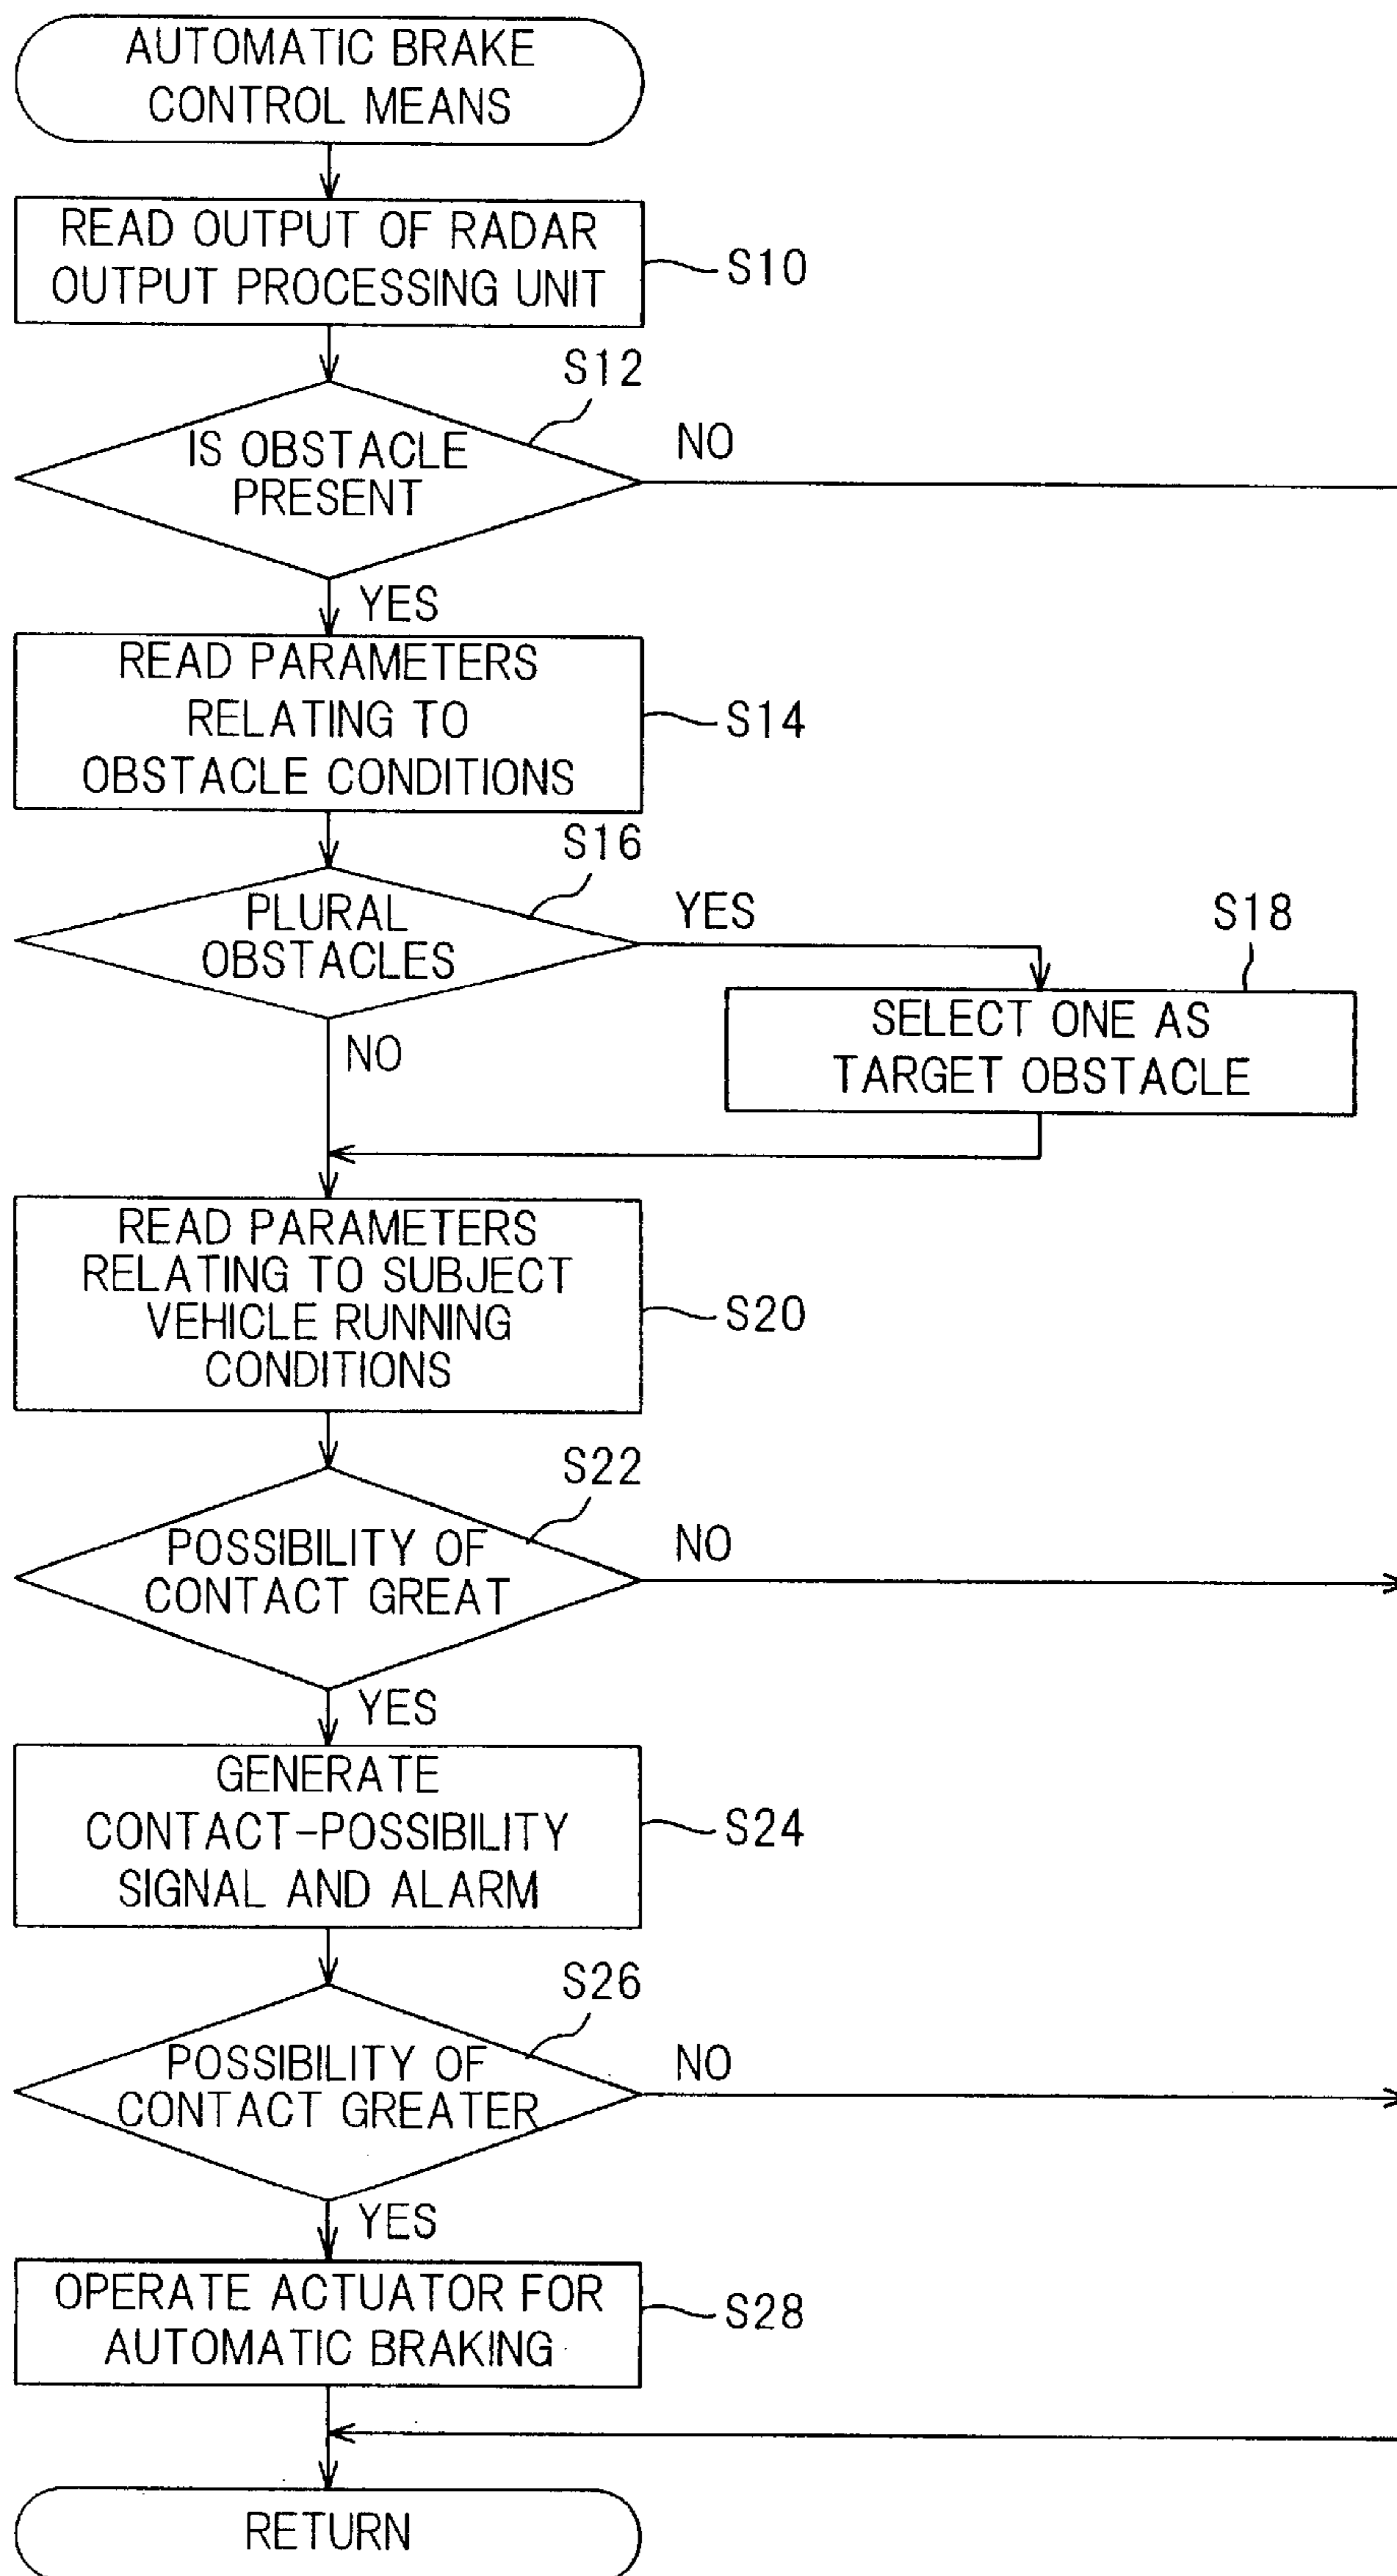 AUTOMATIC BRAKE
CONTROL MEANS
READ OUTPUT OF RADAR
OUTPUT PROCESSING UNIT
S10
S12
IS OBSTACLE
PRESENT
NO
YES
READ PARAMETERS
RELATING TO
OBSTACLE CONDITIONS
S14
S16
PLURAL
OBSTACLES
YES
S18
SELECT ONE AS
TARGET OBSTACLE
NO
READ PARAMETERS
RELATING TO SUBJECT
VEHICLE RUNNING
CONDITIONS
S20
S22
POSSIBILITY OF
CONTACT GREAT
NO
YES
GENERATE
CONTACT-POSSIBILITY
SIGNAL AND ALARM
S24
S26
POSSIBILITY OF
CONTACT GREATER
NO
YES
OPERATE ACTUATOR FOR
AUTOMATIC BRAKING
S28
RETURN